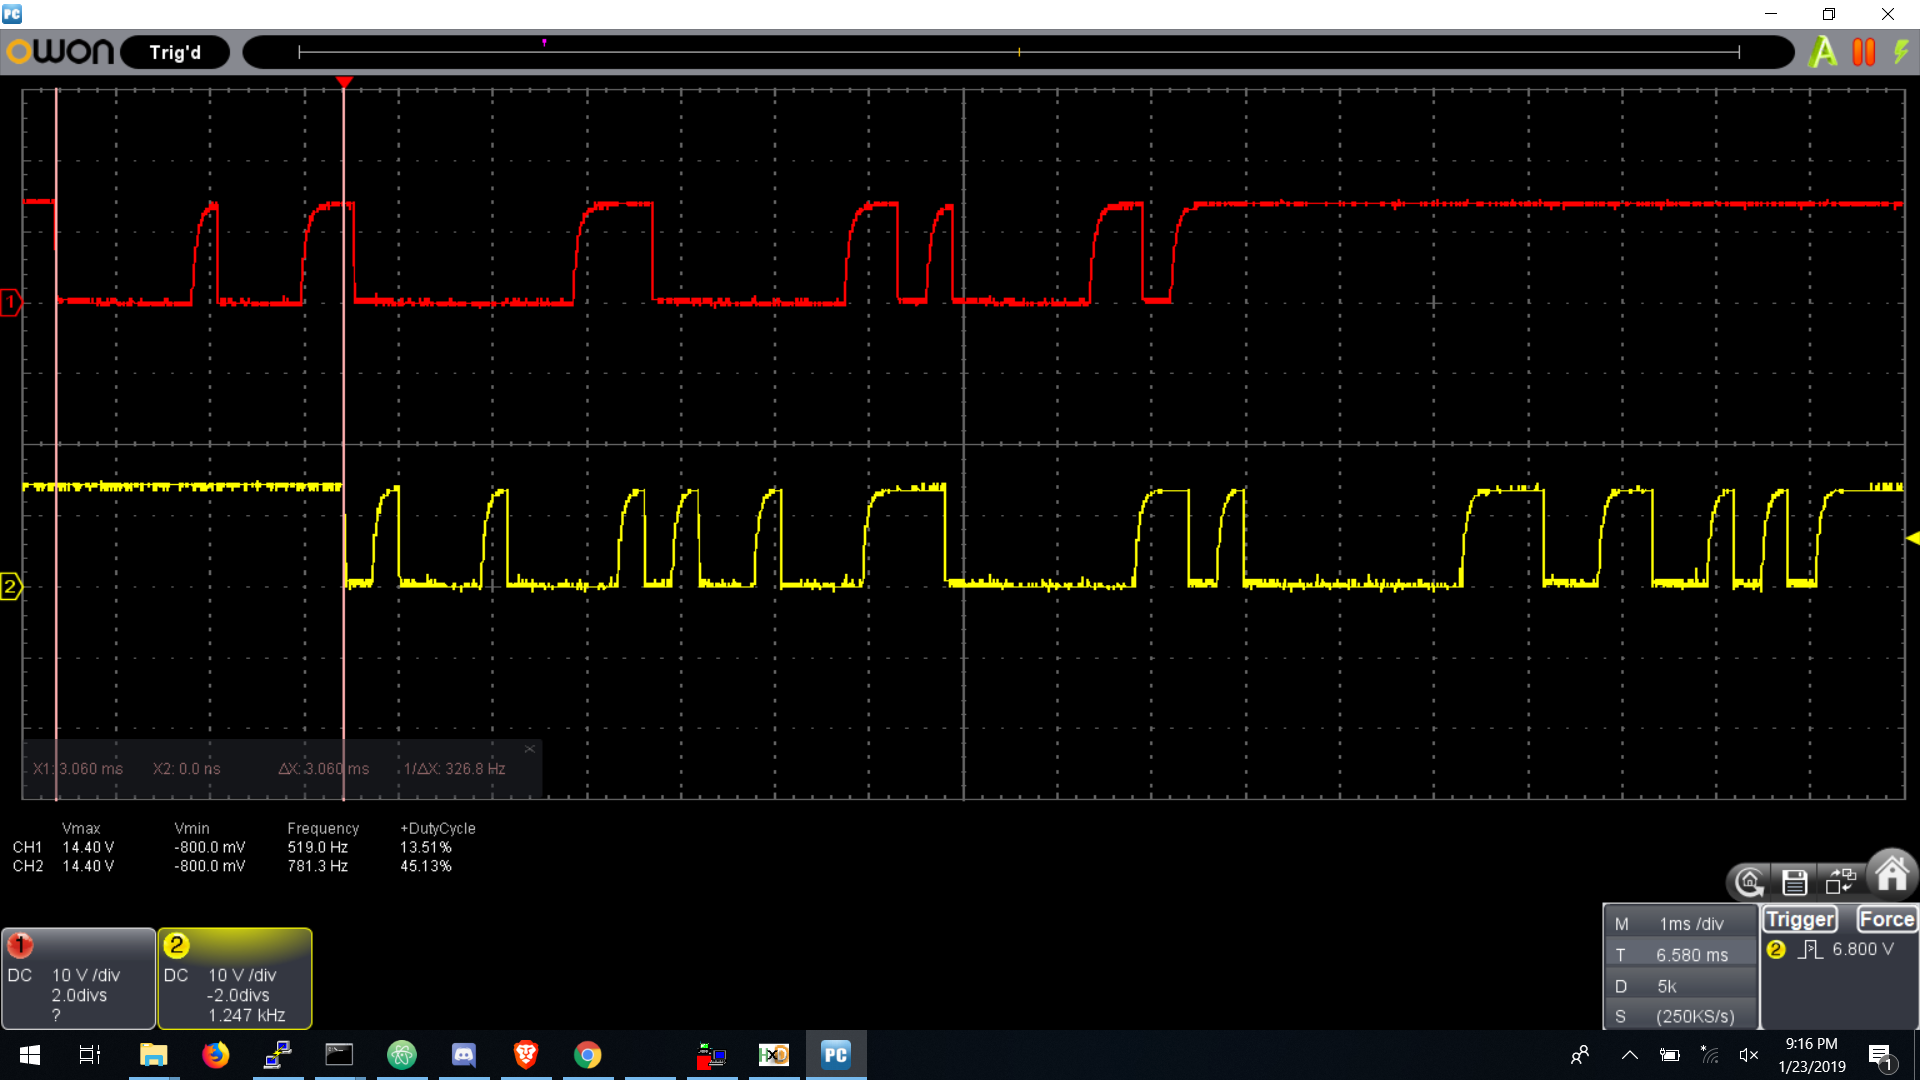 PC
owon Trig'd
1
2
X1: 3.060 ms X2: 0.0 ns ΔX: 3.060 ms 1/ΔX: 326.8 Hz
Vmax Vmin Frequency +DutyCycle
CH1 14.40 V -800.0 mV 519.0 Hz 13.51%
CH2 14.40 V -800.0 mV 781.3 Hz 45.13%
1
DC 10 V /div
2.0divs
?
2
DC 10 V /div
-2.0divs
1.247 kHz
M 1ms /div
T 6.580 ms
D 5k
S (250KS/s)
Trigger Force
2 6.800 V
HxD PC
9:16 PM
1/23/2019
1